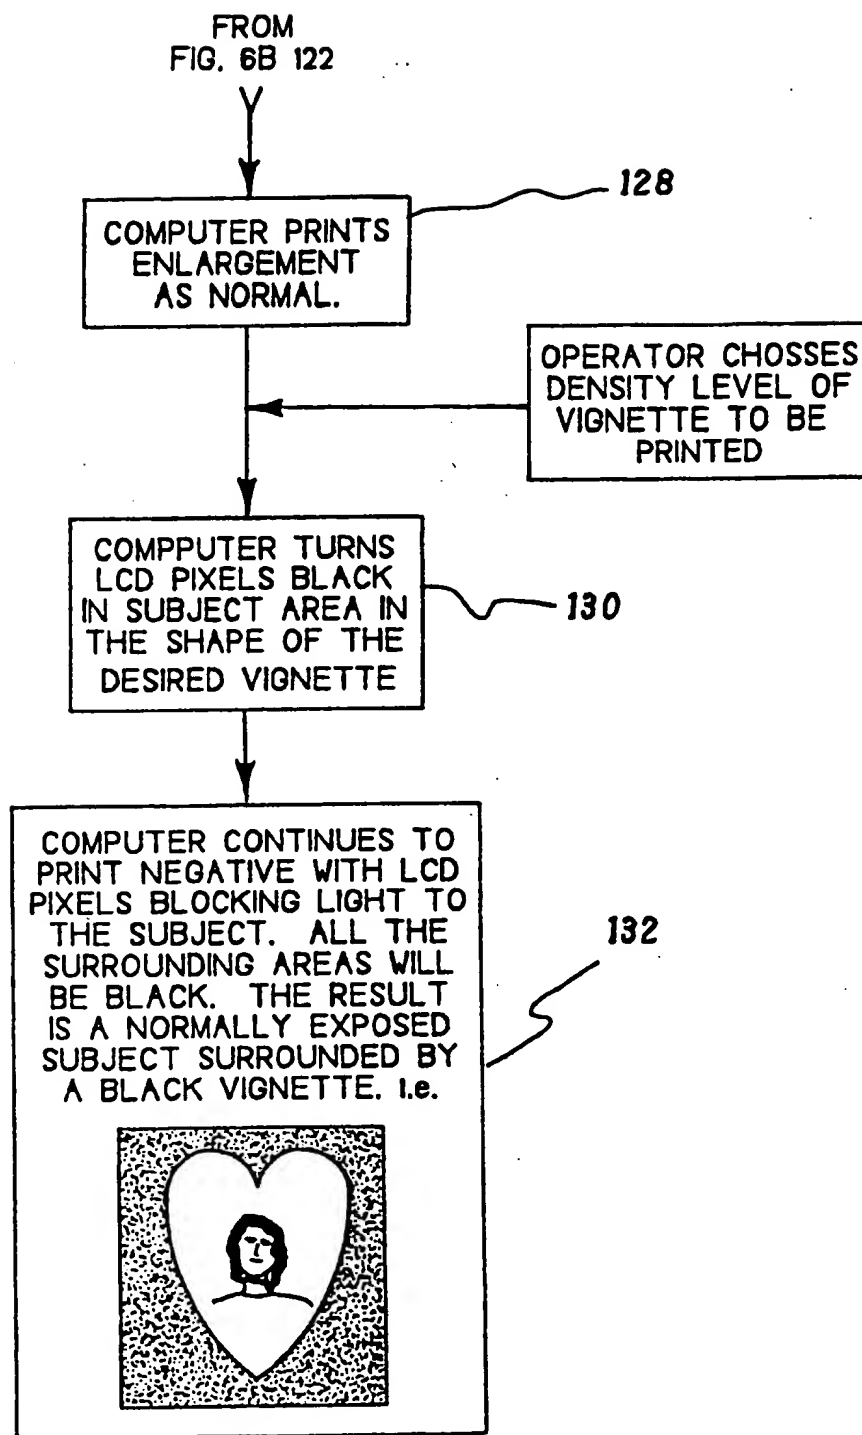 FROM
FIG. 6B 122
128
COMPUTER PRINTS
ENLARGEMENT
AS NORMAL.
OPERATOR CHOSSES
DENSITY LEVEL OF
VIGNETTE TO BE
PRINTED
COMPPUTER TURNS
LCD PIXELS BLACK
IN SUBJECT AREA IN
THE SHAPE OF THE
DESIRED VIGNETTE
130
COMPUTER CONTINUES TO
PRINT NEGATIVE WITH LCD
PIXELS BLOCKING LIGHT TO
THE SUBJECT. ALL THE
SURROUNDING AREAS WILL
BE BLACK. THE RESULT
IS A NORMALLY EXPOSED
SUBJECT SURROUNDED BY
A BLACK VIGNETTE. i.e.
132